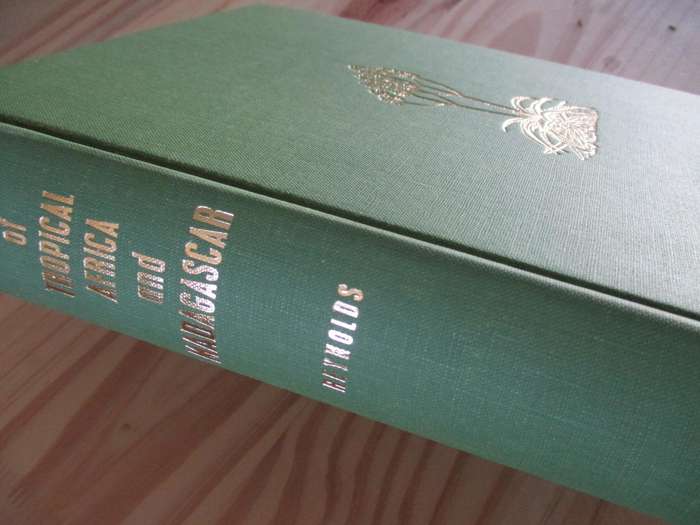 of
TROPICAL
AFRICA
and
MADAGASCAR
REYNOLDS